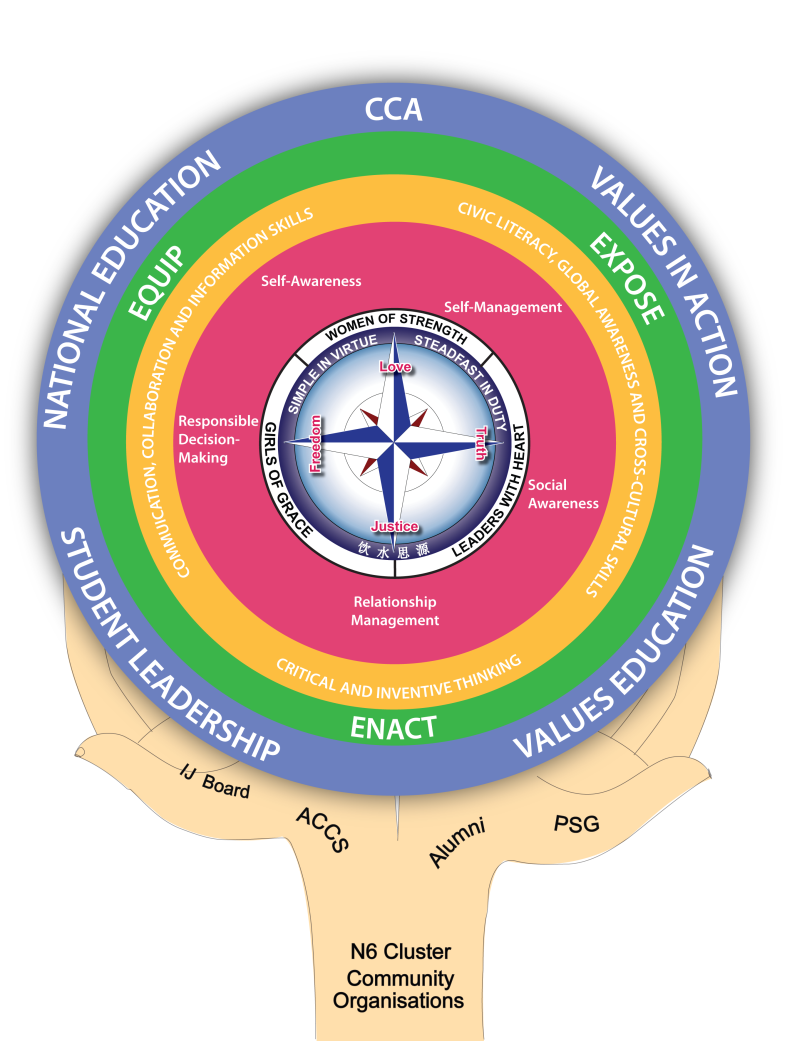 CCA
NATIONAL EDUCATION
VALUES IN ACTION
STUDENT LEADERSHIP
VALUES EDUCATION
EQUIP
EXPOSE
ENACT
COMMUICATION, COLLABORATION AND INFORMATION SKILLS
CIVIC LITERACY, GLOBAL AWARENESS AND CROSS-CULTURAL SKILLS
CRITICAL AND INVENTIVE THINKING
Self-Awareness
Self-Management
Responsible
Decision-
Making
Social
Awareness
Relationship
Management
WOMEN OF STRENGTH
GIRLS OF GRACE
LEADERS WITH HEART
SIMPLE IN VIRTUE
STEADFAST IN DUTY
饮水思源
Love
Freedom
Truth
Justice
IJ Board
ACCS
Alumni
PSG
N6 Cluster
Community
Organisations